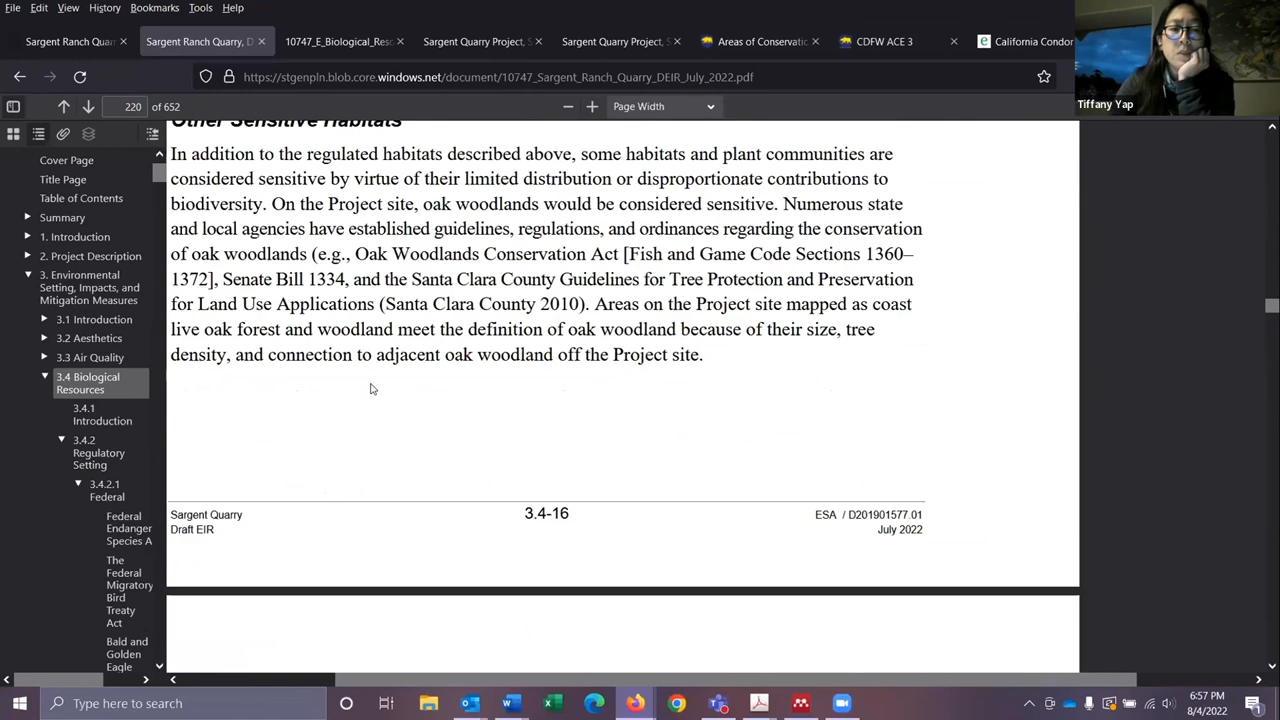 File Edit View History Bookmarks Tools Help
Sargent Ranch Quar
Sargent Ranch Quarry, D
10747_E_Biological_Res
Sargent Quarry Project, S
Sargent Quarry Project, S
Areas of Conservatic
CDFW ACE 3
California Condor
https://stgenpln.blob.core.windows.net/document/10747_Sargent_Ranch_Quarry_DEIR_July_2022.pdf
Tiffany Yap
220 of 652
Page Width
Cover Page
Title Page
Table of Contents
Summary
1. Introduction
2. Project Description
3. Environmental
Setting, Impacts, and
Mitigation Measures
3.1 Introduction
3.2 Aesthetics
3.3 Air Quality
3.4 Biological
Resources
3.4.1
Introduction
3.4.2
Regulatory
Setting
3.4.2.1
Federal
Federal
Endanger
Species A
The
Federal
Migratory
Bird
Treaty
Act
Bald and
Golden
Eagle
Other Sensitive Habitats
In addition to the regulated habitats described above, some habitats and plant communities are
considered sensitive by virtue of their limited distribution or disproportionate contributions to
biodiversity. On the Project site, oak woodlands would be considered sensitive. Numerous state
and local agencies have established guidelines, regulations, and ordinances regarding the conservation
of oak woodlands (e.g., Oak Woodlands Conservation Act [Fish and Game Code Sections 1360–
1372], Senate Bill 1334, and the Santa Clara County Guidelines for Tree Protection and Preservation
for Land Use Applications (Santa Clara County 2010). Areas on the Project site mapped as coast
live oak forest and woodland meet the definition of oak woodland because of their size, tree
density, and connection to adjacent oak woodland off the Project site.
Sargent Quarry
Draft EIR
3.4-16
ESA / D201901577.01
July 2022
Type here to search
6:57 PM
8/4/2022